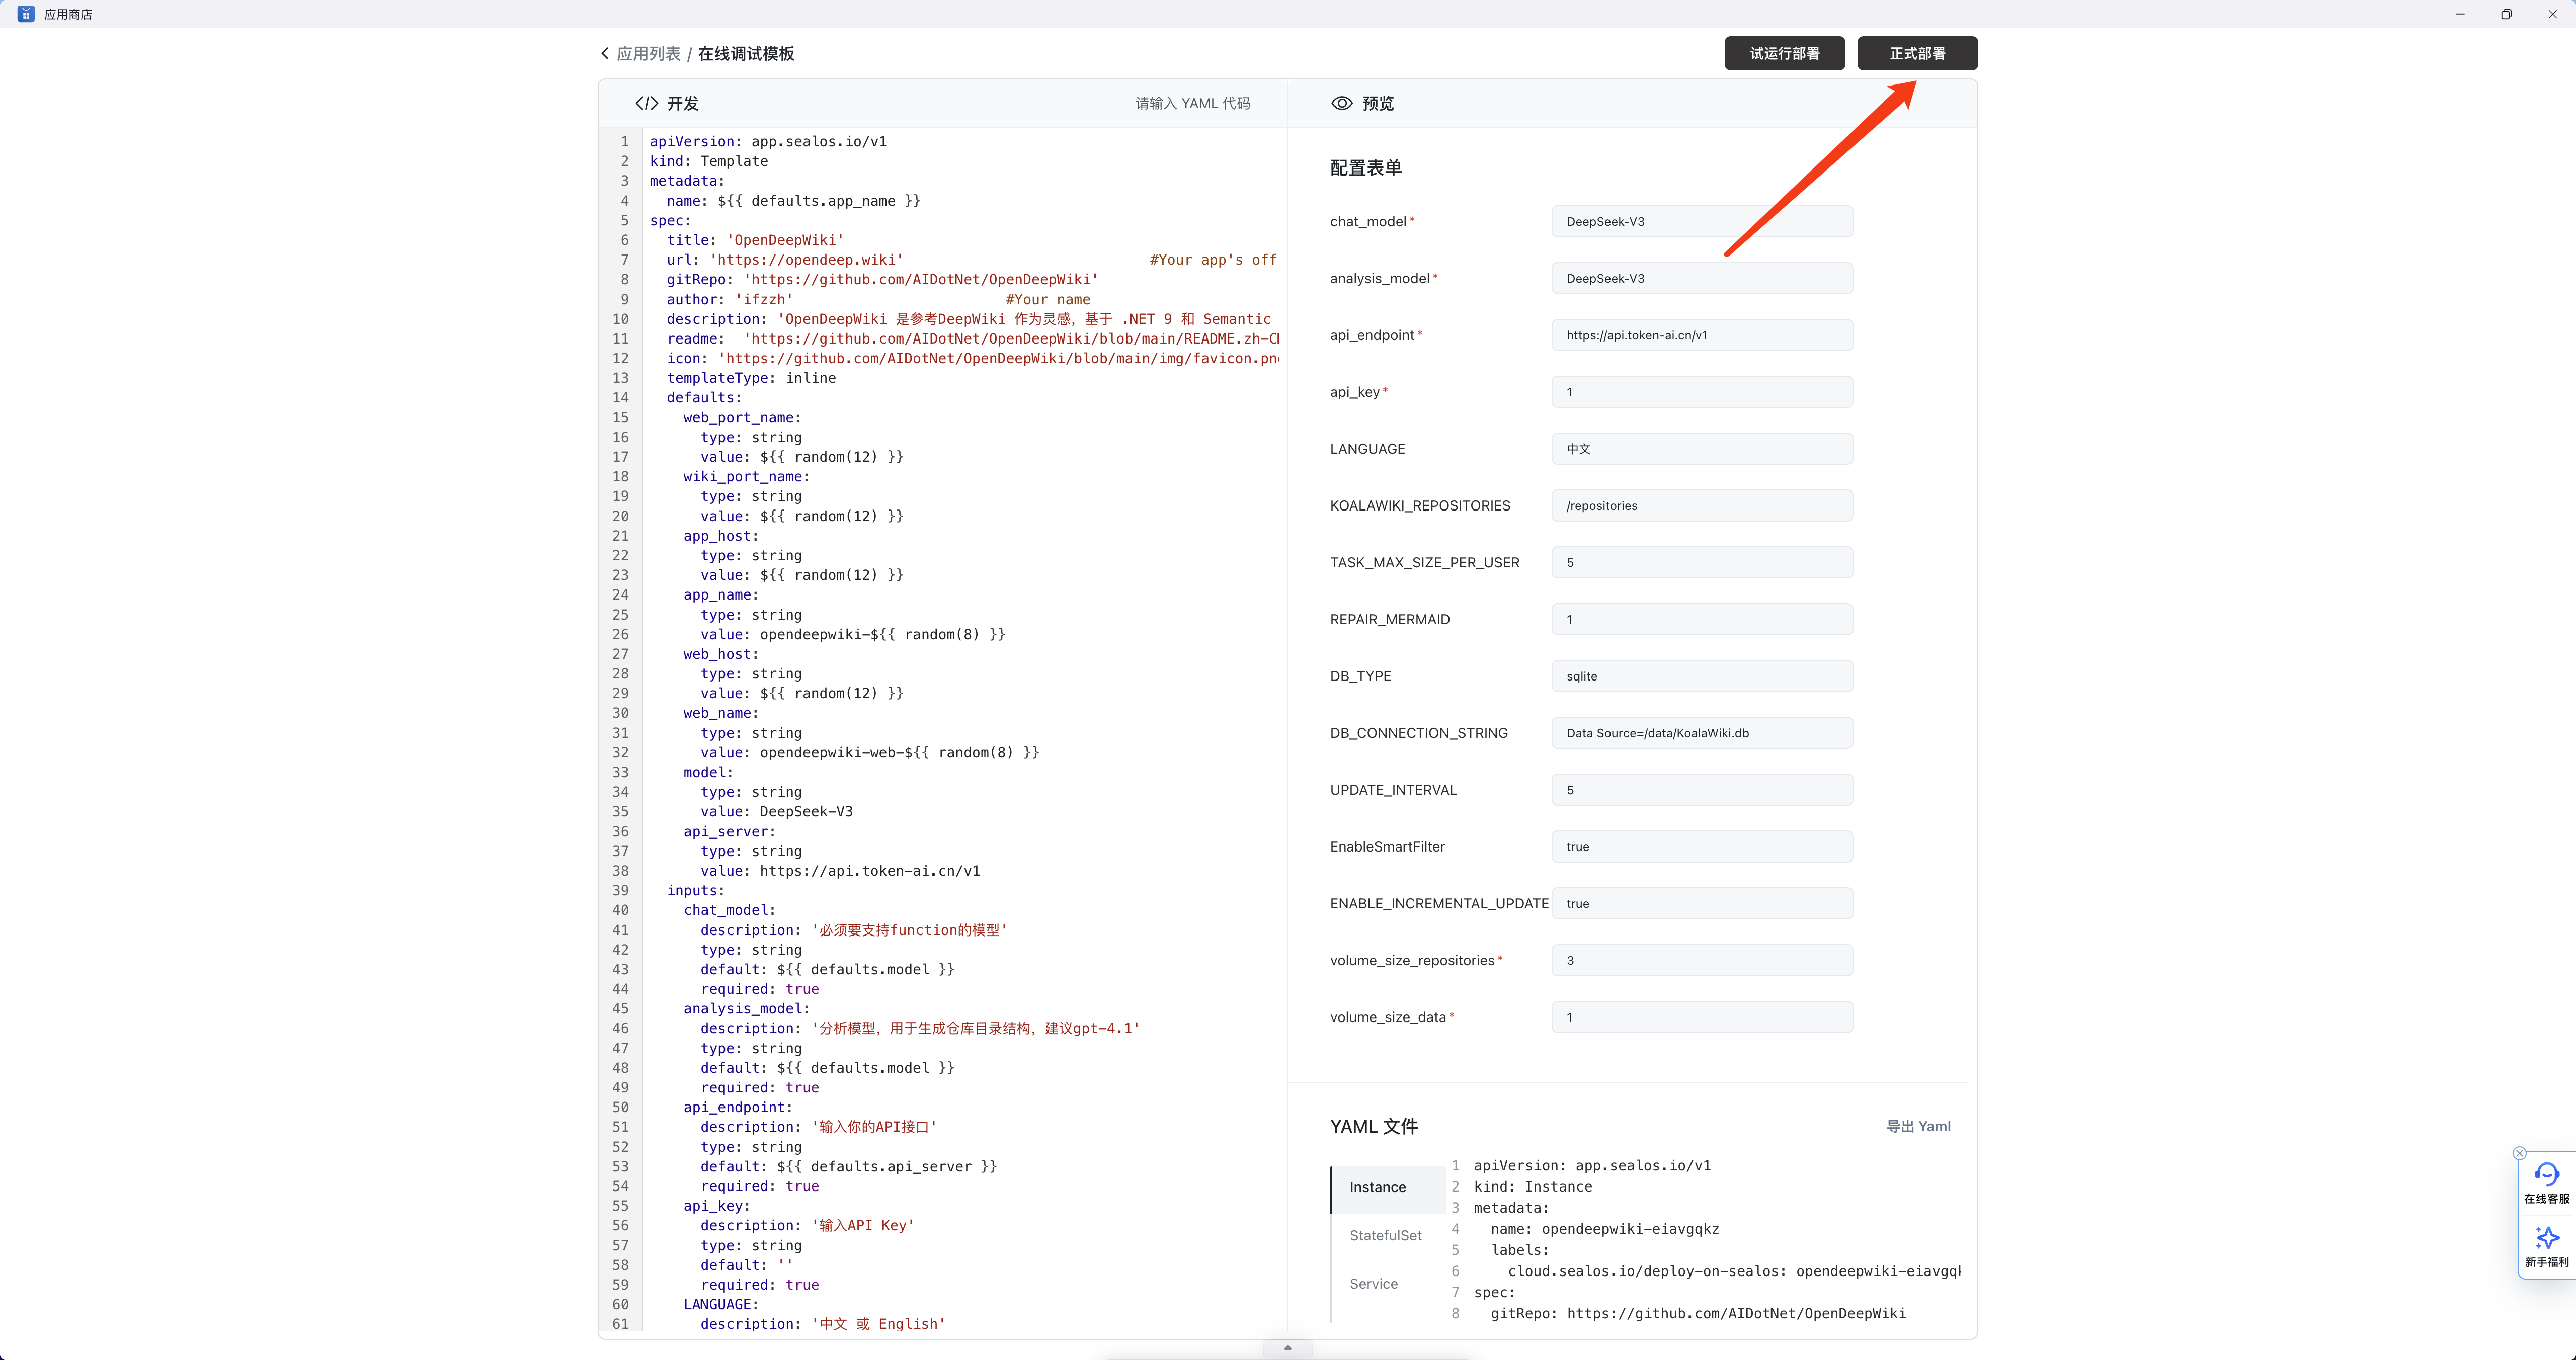 应用商店
应用列表 / 在线调试模板
试运行部署
正式部署
</> 开发
请输入 YAML 代码
1 apiVersion: app.sealos.io/v1
2 kind: Template
3 metadata:
4 name: ${{ defaults.app_name }}
5 spec:
6 title: 'OpenDeepWiki'
7 url: 'https://opendeep.wiki' #Your app's off
8 gitRepo: 'https://github.com/AIDotNet/OpenDeepWiki'
9 author: 'ifzzh' #Your name
10 description: 'OpenDeepWiki 是参考DeepWiki 作为灵感，基于 .NET 9 和 Semantic
11 readme: 'https://github.com/AIDotNet/OpenDeepWiki/blob/main/README.zh-C
12 icon: 'https://github.com/AIDotNet/OpenDeepWiki/blob/main/img/favicon.pn
13 templateType: inline
14 defaults:
15 web_port_name:
16 type: string
17 value: ${{ random(12) }}
18 wiki_port_name:
19 type: string
20 value: ${{ random(12) }}
21 app_host:
22 type: string
23 value: ${{ random(12) }}
24 app_name:
25 type: string
26 value: opendeepwiki-${{ random(8) }}
27 web_host:
28 type: string
29 value: ${{ random(12) }}
30 web_name:
31 type: string
32 value: opendeepwiki-web-${{ random(8) }}
33 model:
34 type: string
35 value: DeepSeek-V3
36 api_server:
37 type: string
38 value: https://api.token-ai.cn/v1
39 inputs:
40 chat_model:
41 description: '必须要支持function的模型'
42 type: string
43 default: ${{ defaults.model }}
44 required: true
45 analysis_model:
46 description: '分析模型，用于生成仓库目录结构，建议gpt-4.1'
47 type: string
48 default: ${{ defaults.model }}
49 required: true
50 api_endpoint:
51 description: '输入你的API接口'
52 type: string
53 default: ${{ defaults.api_server }}
54 required: true
55 api_key:
56 description: '输入API Key'
57 type: string
58 default: ''
59 required: true
60 LANGUAGE:
61 description: '中文 或 English'
预览
配置表单
chat_model* DeepSeek-V3
analysis_model* DeepSeek-V3
api_endpoint* https://api.token-ai.cn/v1
api_key* 1
LANGUAGE 中文
KOALAWIKI_REPOSITORIES /repositories
TASK_MAX_SIZE_PER_USER 5
REPAIR_MERMAID 1
DB_TYPE sqlite
DB_CONNECTION_STRING Data Source=/data/KoalaWiki.db
UPDATE_INTERVAL 5
EnableSmartFilter true
ENABLE_INCREMENTAL_UPDATE true
volume_size_repositories* 3
volume_size_data* 1
YAML 文件
导出 Yaml
Instance
StatefulSet
Service
1 apiVersion: app.sealos.io/v1
2 kind: Instance
3 metadata:
4 name: opendeepwiki-eiavgqkz
5 labels:
6 cloud.sealos.io/deploy-on-sealos: opendeepwiki-eiavgqk
7 spec:
8 gitRepo: https://github.com/AIDotNet/OpenDeepWiki
在线客服
新手福利